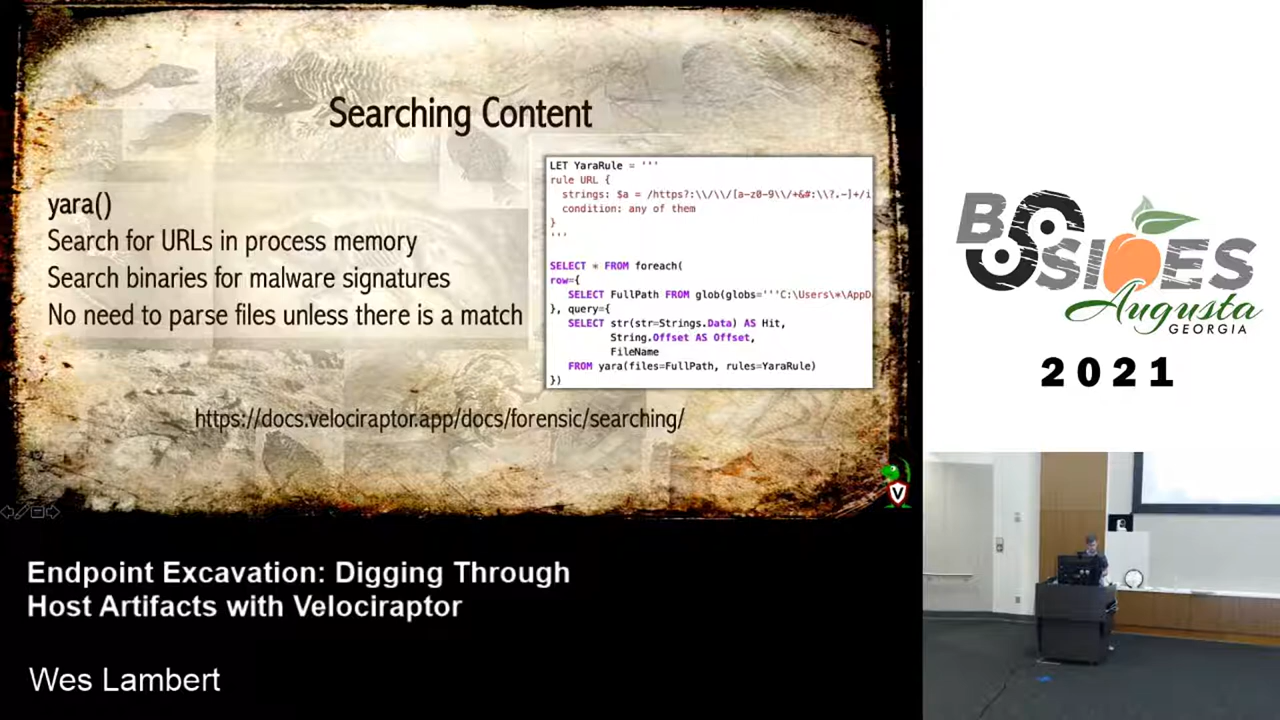 Searching Content
yara()
Search for URLs in process memory
Search binaries for malware signatures
No need to parse files unless there is a match
LET YaraRule = '''
rule URL {
strings: $a = /https?:\\/\\/[a-z0-9\\/+&#:\\?.-]+/i
condition: any of them
}
'''
SELECT * FROM foreach(
row={
SELECT FullPath FROM glob(globs='''C:\Users\*\AppD
}, query={
SELECT str(str=Strings.Data) AS Hit,
String.Offset AS Offset,
FileName
FROM yara(files=FullPath, rules=YaraRule)
})
https://docs.velociraptor.app/docs/forensic/searching/
V
Endpoint Excavation: Digging Through
Host Artifacts with Velociraptor
Wes Lambert
BSIDES
Augusta
GEORGIA
2021